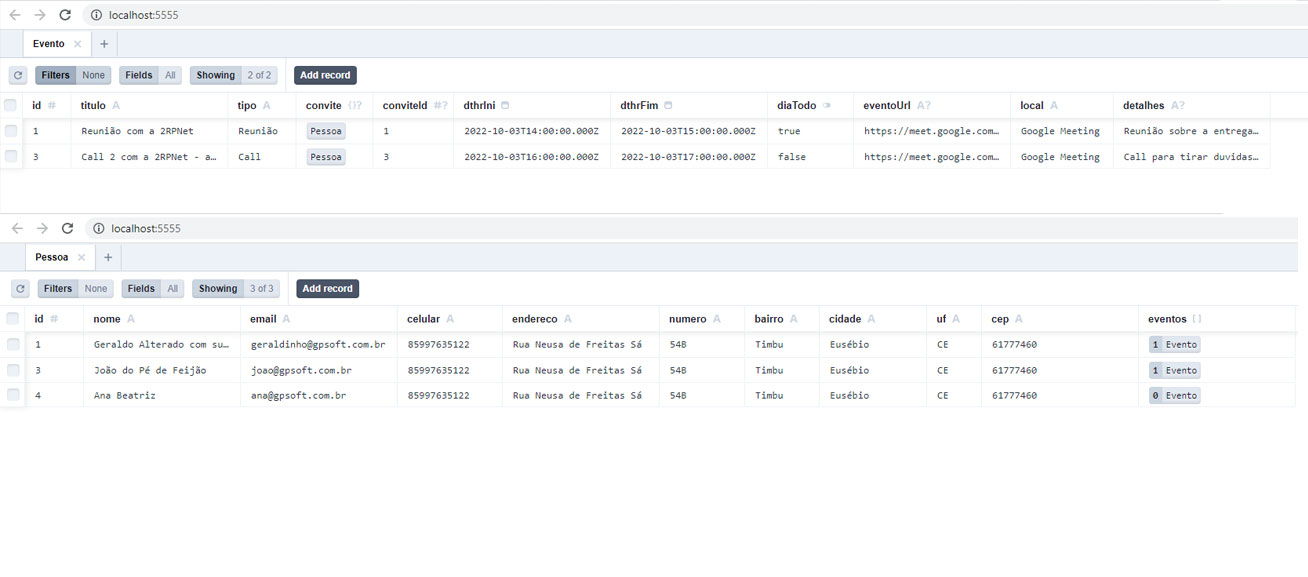 localhost:5555
Evento × +
Filters None Fields All Showing 2 of 2 Add record
id # titulo A tipo A convite {}? conviteId #? dthrIni dthrFim diaTodo eventoUrl A? local A detalhes A?
1 Reunião com a 2RPNet Reunião Pessoa 1 2022-10-03T14:00:00.000Z 2022-10-03T15:00:00.000Z true https://meet.google.com… Google Meeting Reunião sobre a entrega…
3 Call 2 com a 2RPNet - a… Call Pessoa 3 2022-10-03T16:00:00.000Z 2022-10-03T17:00:00.000Z false https://meet.google.com… Google Meeting Call para tirar duvidas…
localhost:5555
Pessoa × +
Filters None Fields All Showing 3 of 3 Add record
id # nome A email A celular A endereco A numero A bairro A cidade A uf A cep A eventos []
1 Geraldo Alterado com su… geraldinho@gpsoft.com.br 85997635122 Rua Neusa de Freitas Sá 54B Timbu Eusébio CE 61777460 1 Evento
3 João do Pé de Feijão joao@gpsoft.com.br 85997635122 Rua Neusa de Freitas Sá 54B Timbu Eusébio CE 61777460 1 Evento
4 Ana Beatriz ana@gpsoft.com.br 85997635122 Rua Neusa de Freitas Sá 54B Timbu Eusébio CE 61777460 0 Evento